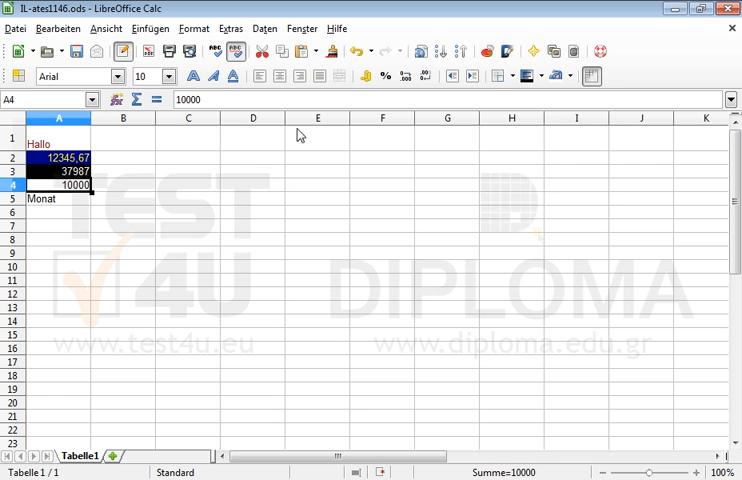 IL-ates1146.ods - LibreOffice Calc
Datei Bearbeiten Ansicht Einfügen Format Extras Daten Fenster Hilfe
Arial 10
A4 10000
A B C D E F G H I J K
1 Hallo
2 12345,67
3 37987
4 10000
5 Monat
6
7
8
9
10
11
12
13
14
15
16
17
18
19
20
21
22
23
TEST 4U
www.test4u.eu
D.
DIPLOMA
www.diploma.edu.gr
Tabelle1
Tabelle 1 / 1 Standard Summe=10000 100%